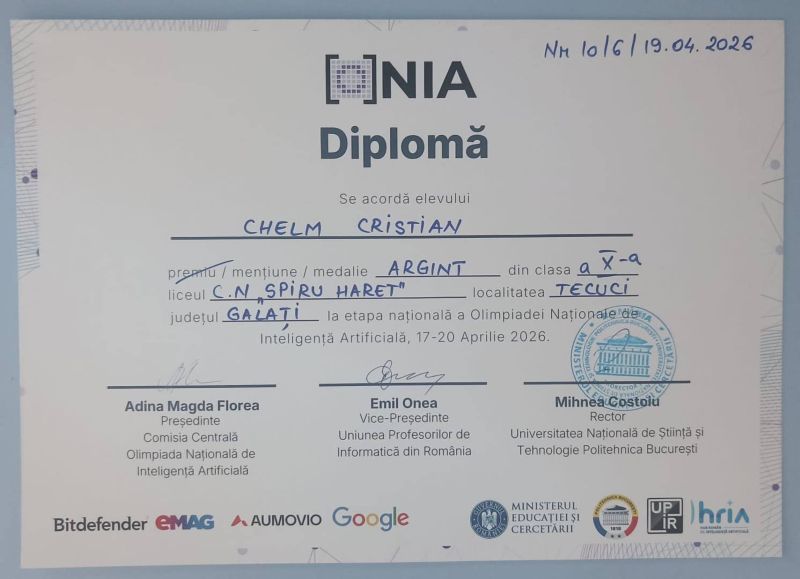 Nr 10/6/19.04.2026
[O]NIA
Diplomă
Se acordă elevului
CHELM CRISTIAN
premiu / mențiune / medalie ARGINT din clasa a X-a
liceul C.N „SPIRU HARET" localitatea TECUCI
județul GALAȚI la etapa națională a Olimpiadei Naționale de
Inteligență Artificială, 17-20 Aprilie 2026.
Adina Magda Florea
Președinte
Comisia Centrală
Olimpiada Națională de
Inteligență Artificială
Emil Onea
Vice-Președinte
Uniunea Profesorilor de
Informatică din România
Mihnea Costoiu
Rector
Universitatea Națională de Știință și
Tehnologie Politehnica București
Bitdefender eMAG AUMOVIO Google
MINISTERUL
EDUCAȚIEI ȘI
CERCETĂRII
UP
IR
hria